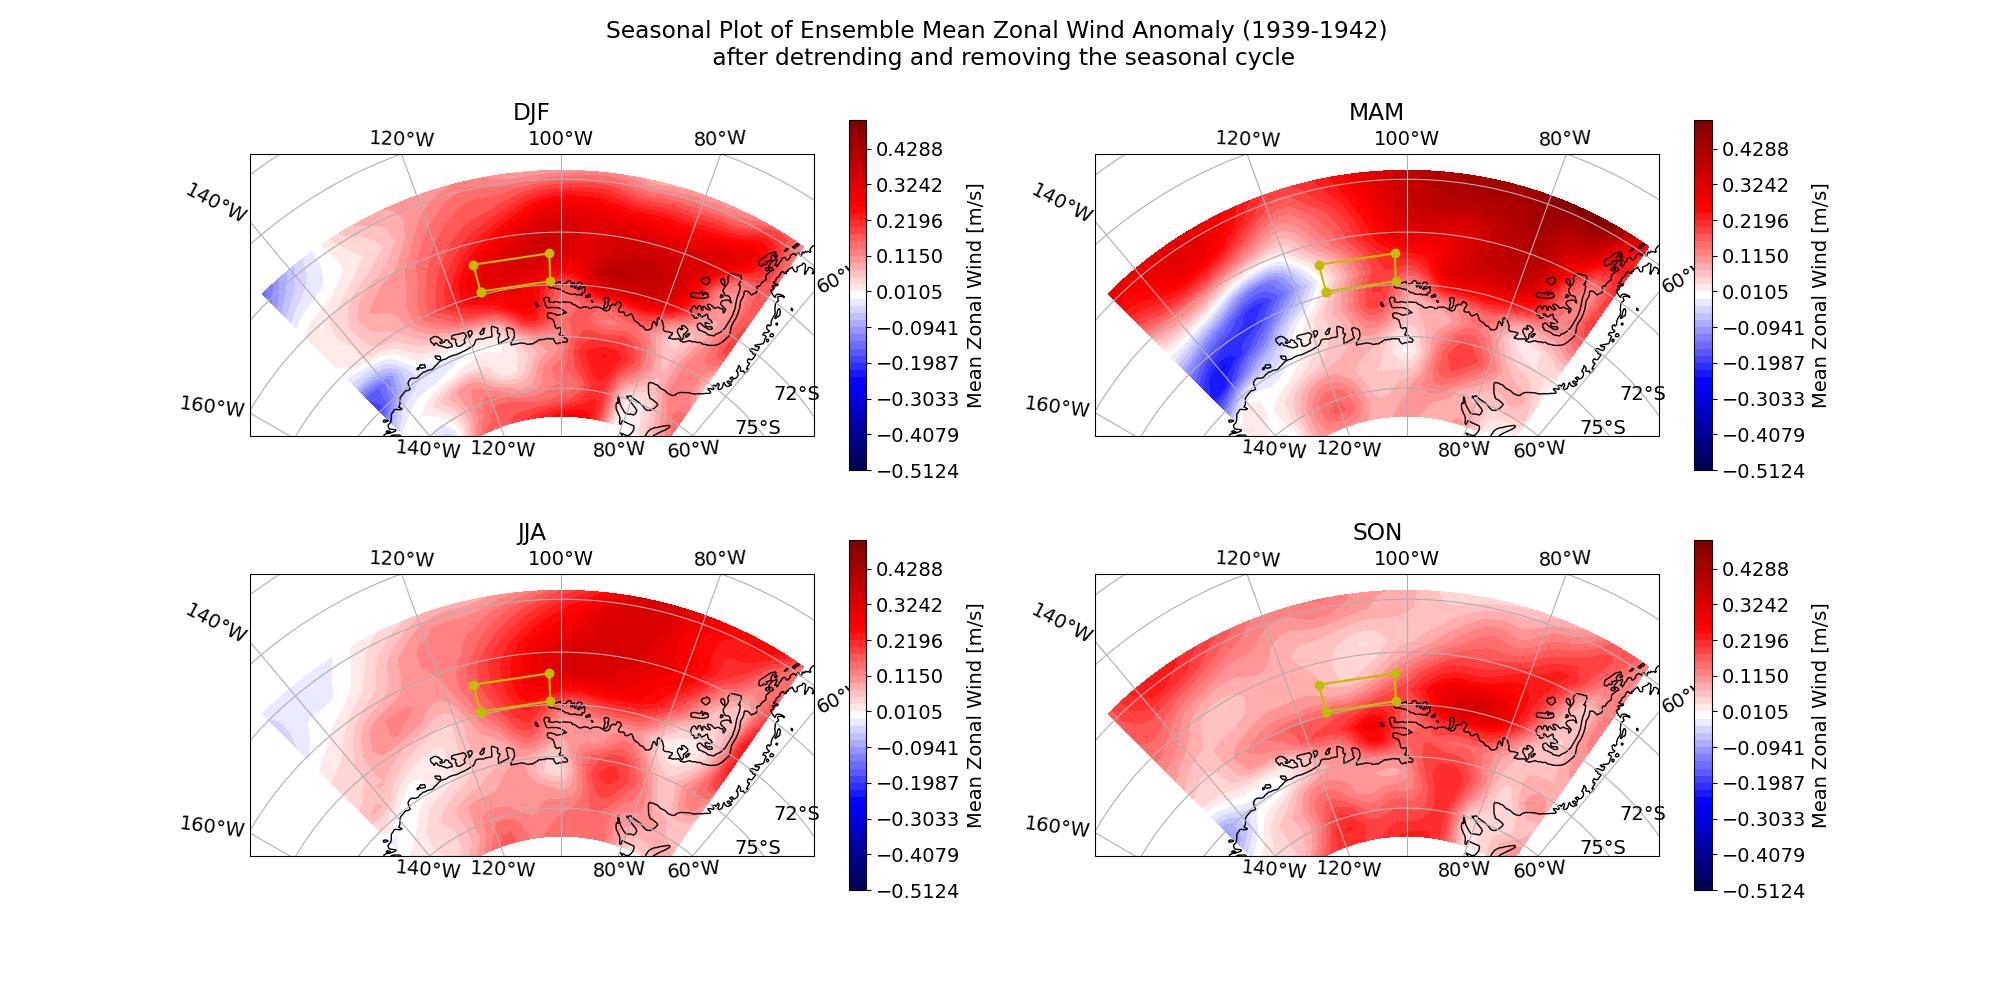 Seasonal Plot of Ensemble Mean Zonal Wind Anomaly (1939-1942)
after detrending and removing the seasonal cycle
DJF
120°W
100°W
80°W
140°W
160°W
140°W
120°W
80°W
60°W
60°
72°S
75°S
0.4288
0.3242
0.2196
0.1150
0.0105
−0.0941
−0.1987
−0.3033
−0.4079
−0.5124
Mean Zonal Wind [m/s]
MAM
120°W
100°W
80°W
140°W
160°W
140°W
120°W
80°W
60°W
60°
72°S
75°S
0.4288
0.3242
0.2196
0.1150
0.0105
−0.0941
−0.1987
−0.3033
−0.4079
−0.5124
Mean Zonal Wind [m/s]
JJA
120°W
100°W
80°W
140°W
160°W
140°W
120°W
80°W
60°W
60°
72°S
75°S
0.4288
0.3242
0.2196
0.1150
0.0105
−0.0941
−0.1987
−0.3033
−0.4079
−0.5124
Mean Zonal Wind [m/s]
SON
120°W
100°W
80°W
140°W
160°W
140°W
120°W
80°W
60°W
60°
72°S
75°S
0.4288
0.3242
0.2196
0.1150
0.0105
−0.0941
−0.1987
−0.3033
−0.4079
−0.5124
Mean Zonal Wind [m/s]